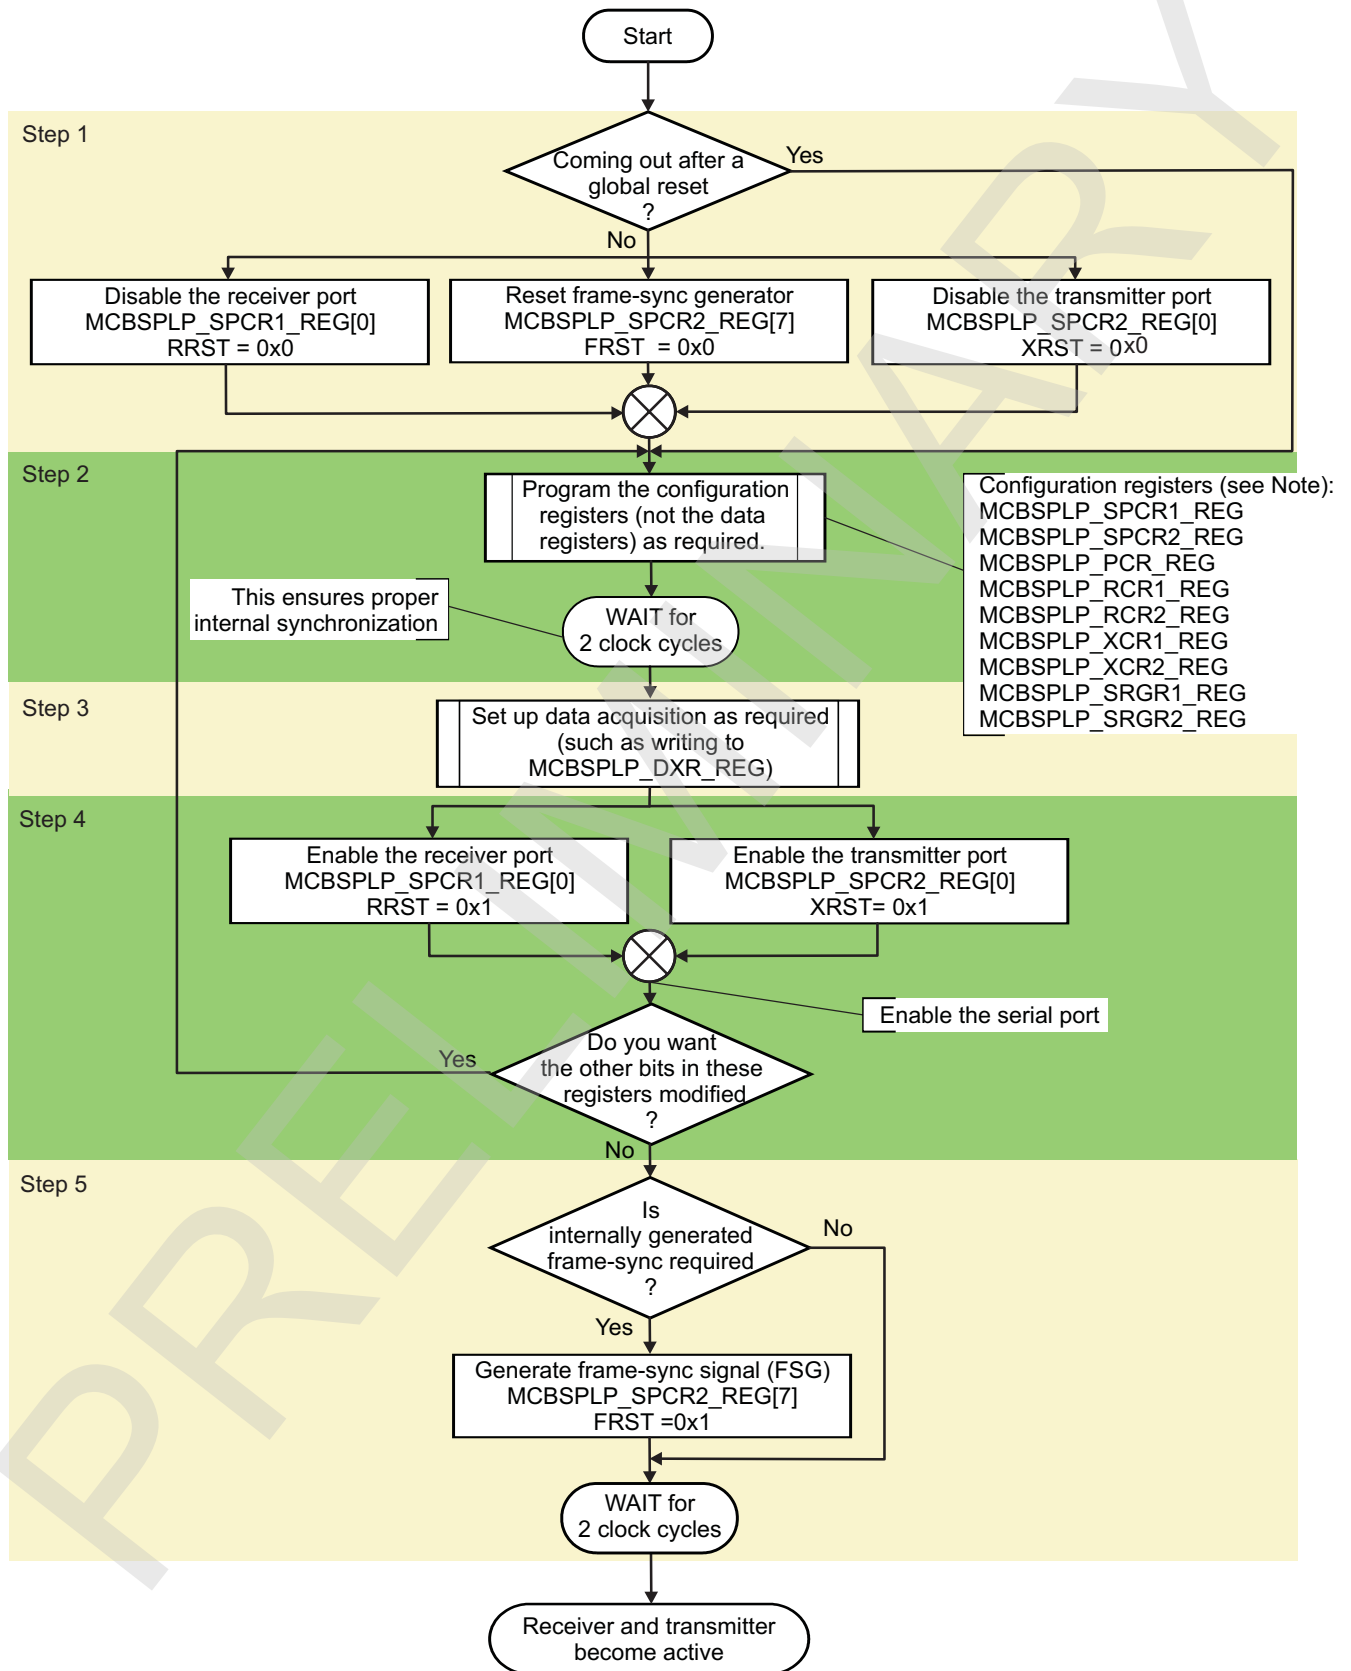 Start
Step 1
Coming out after a
global reset
?
Yes
No
Disable the receiver port
MCBSPLP_SPCR1_REG[0]
RRST = 0x0
Reset frame-sync generator
MCBSPLP_SPCR2_REG[7]
FRST = 0x0
Disable the transmitter port
MCBSPLP_SPCR2_REG[0]
XRST = 0x0
Step 2
Program the configuration
registers (not the data
registers) as required.
Configuration registers (see Note):
MCBSPLP_SPCR1_REG
MCBSPLP_SPCR2_REG
MCBSPLP_PCR_REG
MCBSPLP_RCR1_REG
MCBSPLP_RCR2_REG
MCBSPLP_XCR1_REG
MCBSPLP_XCR2_REG
MCBSPLP_SRGR1_REG
MCBSPLP_SRGR2_REG
This ensures proper
internal synchronization
WAIT for
2 clock cycles
Step 3
Set up data acquisition as required
(such as writing to
MCBSPLP_DXR_REG)
Step 4
Enable the receiver port
MCBSPLP_SPCR1_REG[0]
RRST = 0x1
Enable the transmitter port
MCBSPLP_SPCR2_REG[0]
XRST= 0x1
Enable the serial port
Do you want
the other bits in these
registers modified
?
Yes
No
Step 5
Is
internally generated
frame-sync required
?
No
Yes
Generate frame-sync signal (FSG)
MCBSPLP_SPCR2_REG[7]
FRST =0x1
WAIT for
2 clock cycles
Receiver and transmitter
become active
PRELIMINARY